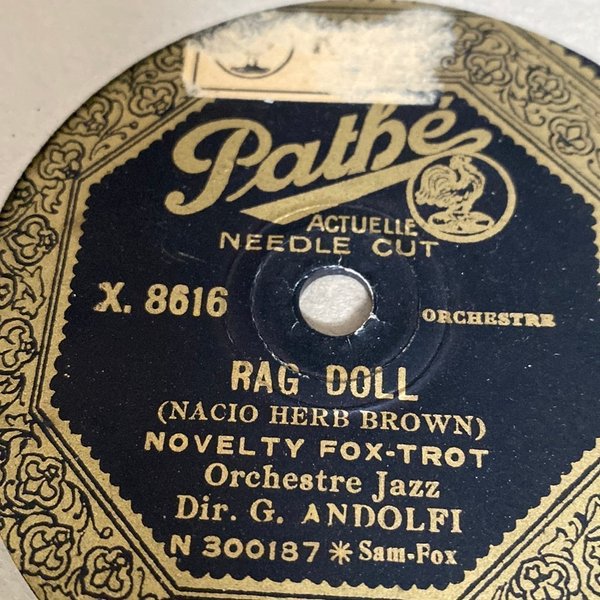 Pathé
ACTUELLE
NEEDLE CUT
X. 8616
ORCHESTRE
RAG DOLL
(NACIO HERB BROWN)
NOVELTY FOX-TROT
Orchestre Jazz
Dir. G. ANDOLFI
N 300187 * Sam-Fox